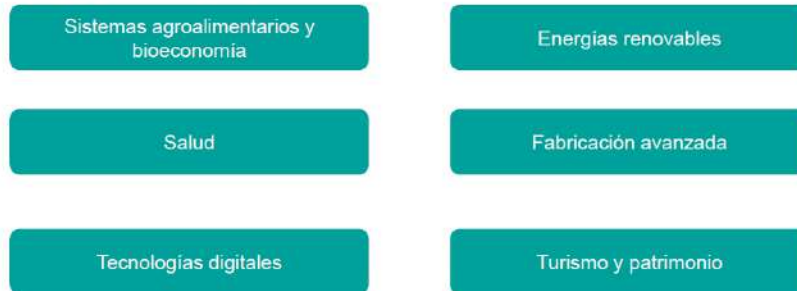 Sistemas agroalimentarios y
bioeconomía
Energías renovables
Salud
Fabricación avanzada
Tecnologías digitales
Turismo y patrimonio